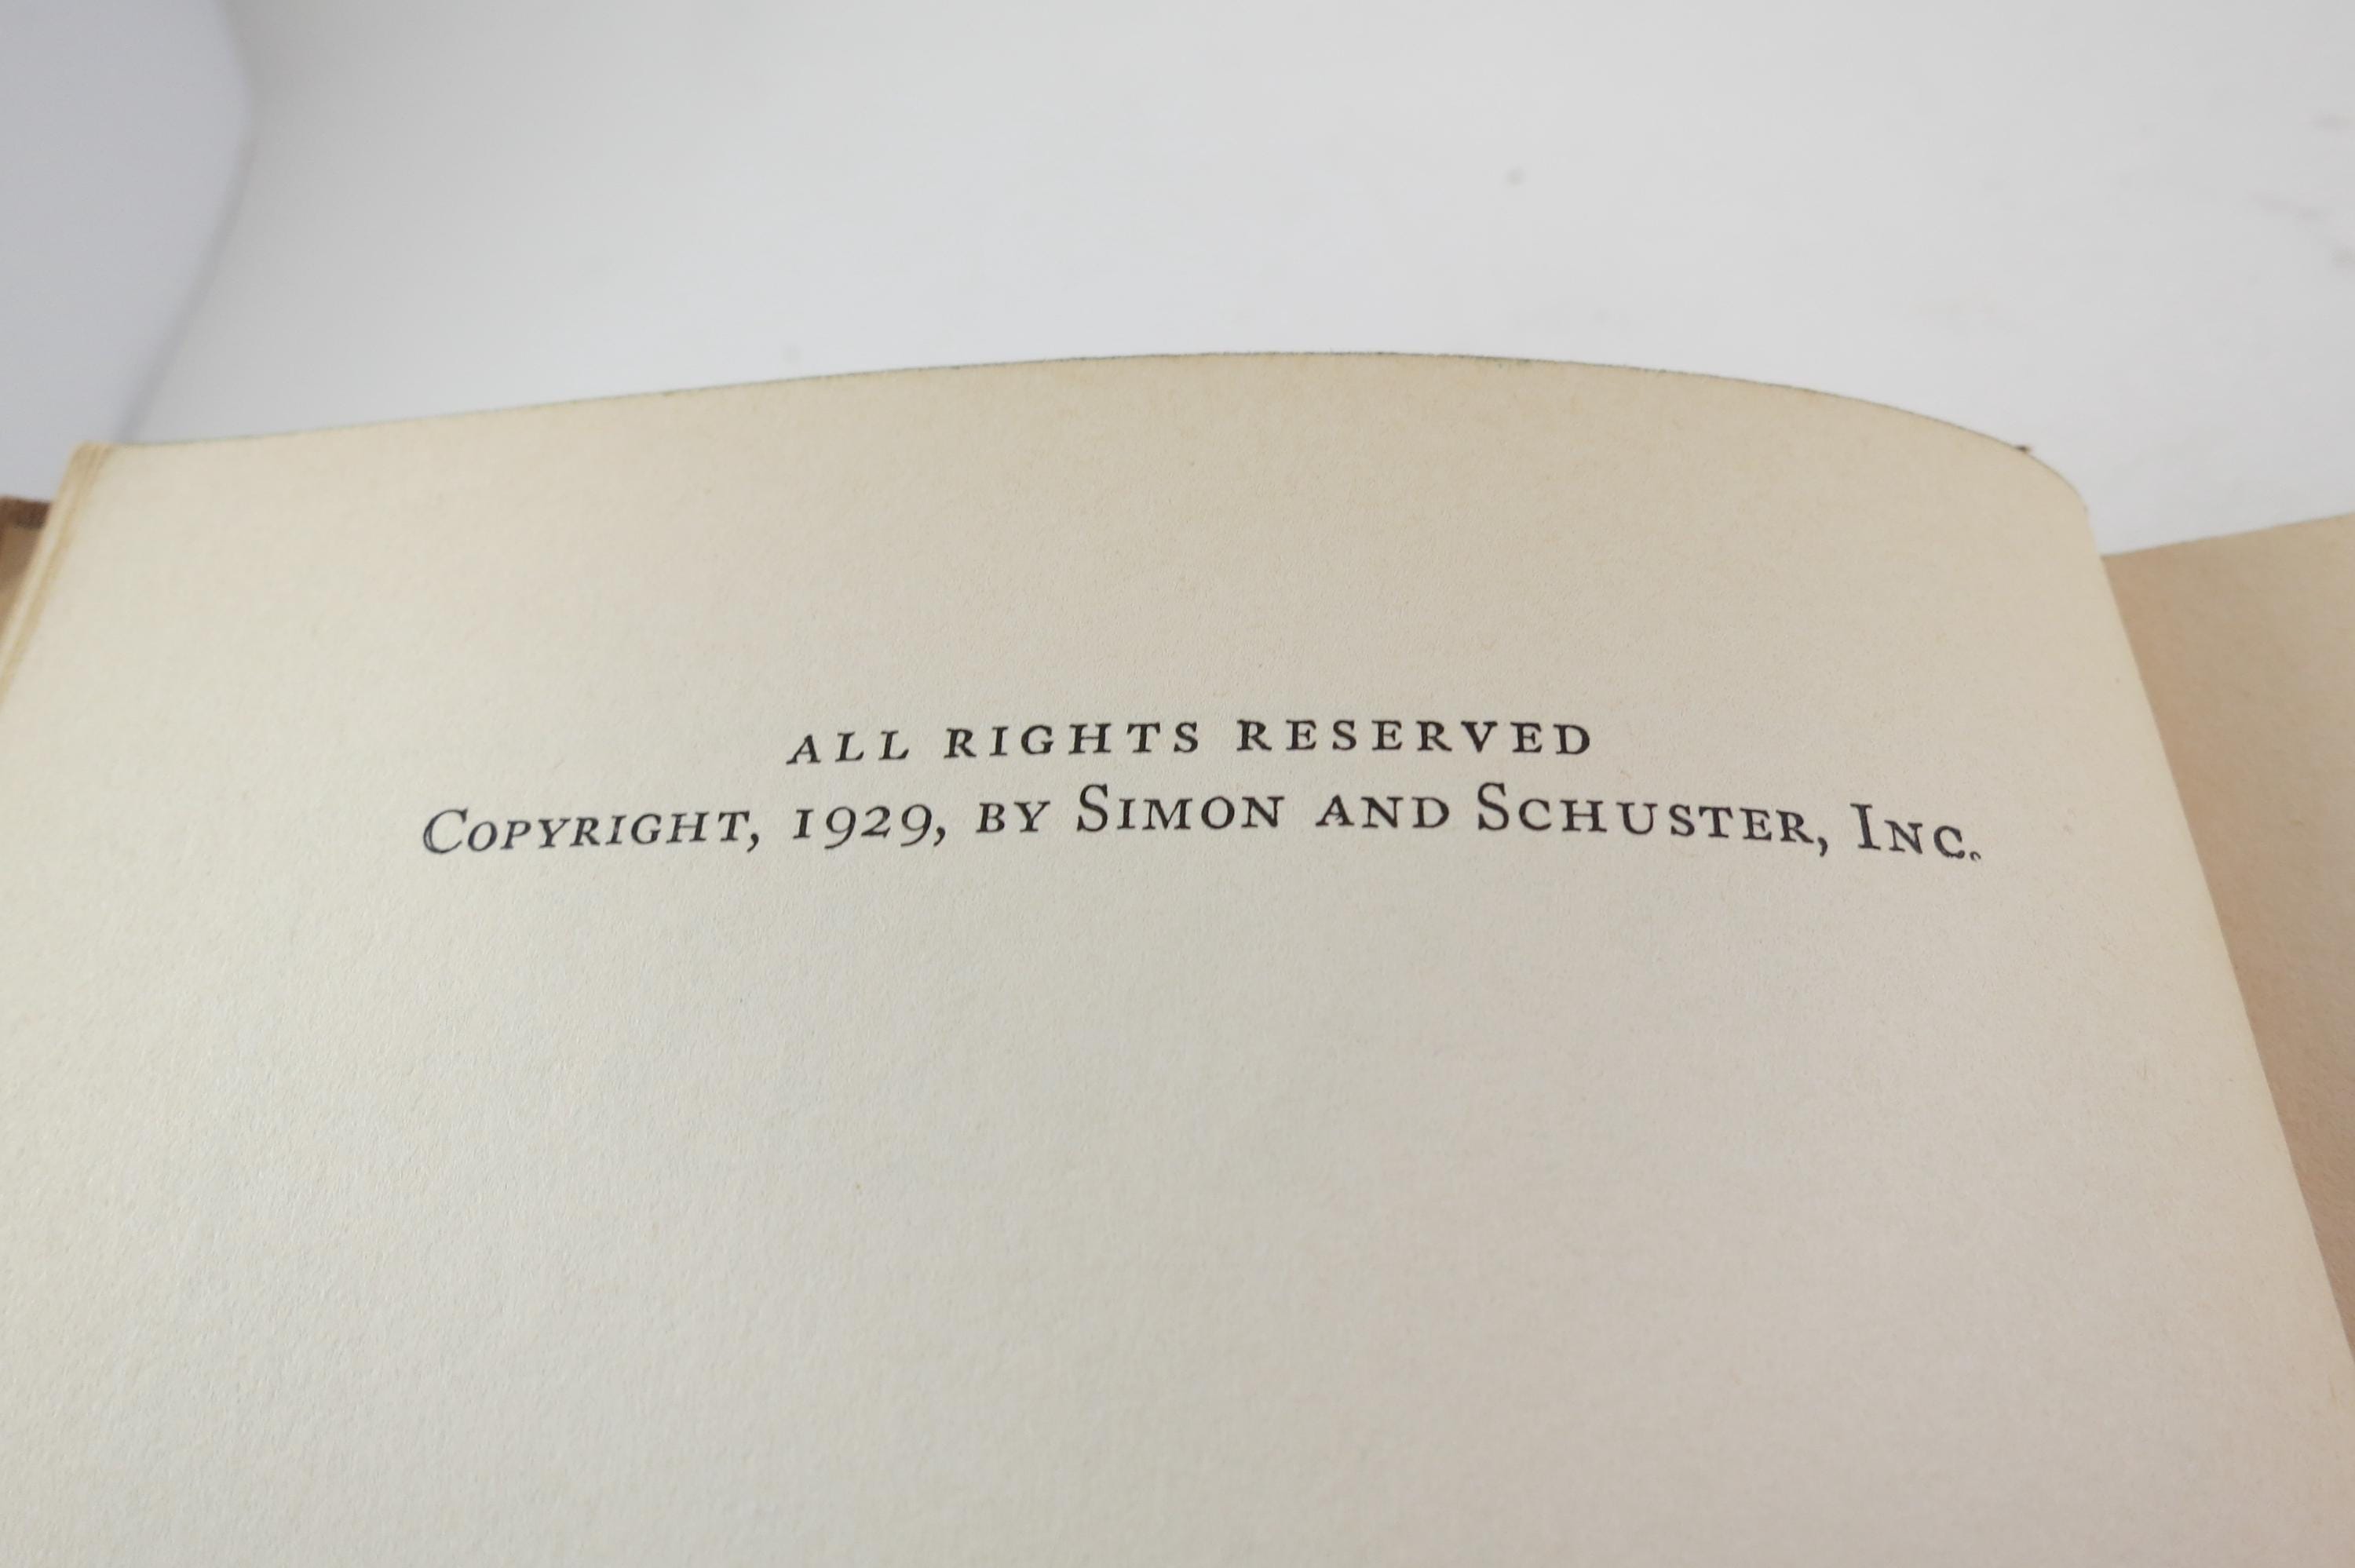 ALL RIGHTS RESERVED
COPYRIGHT, 1929, BY SIMON AND SCHUSTER, INC.